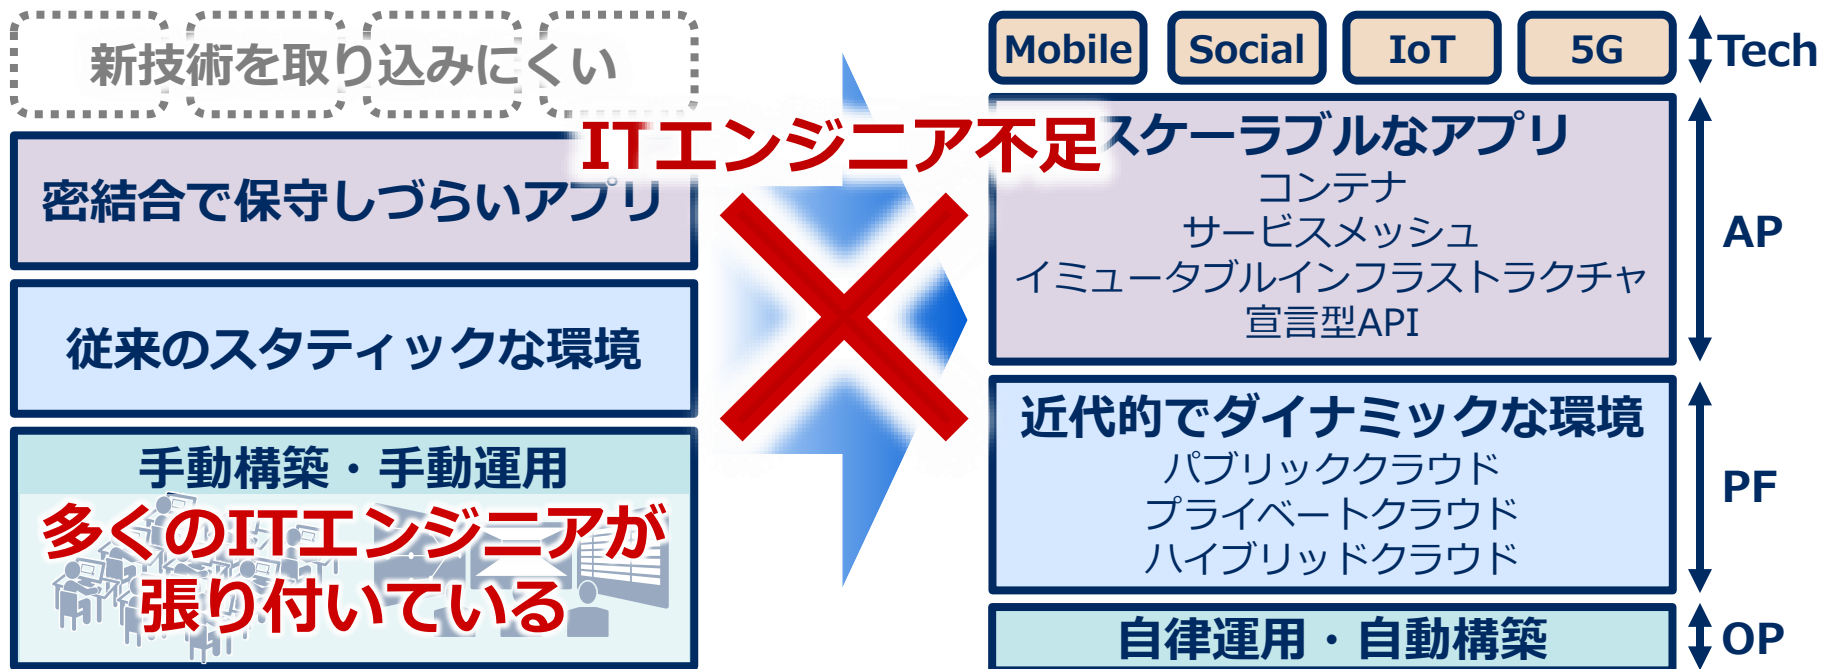 新技術を取り込みにくい
密結合で保守しづらいアプリ
従来のスタティックな環境
手動構築・手動運用
多くのITエンジニアが
張り付いている
ITエンジニア不足
Mobile
Social
IoT
5G
Tech
スケーラブルなアプリ
コンテナ
サービスメッシュ
イミュータブルインフラストラクチャ
宣言型API
AP
近代的でダイナミックな環境
パブリッククラウド
プライベートクラウド
ハイブリッドクラウド
PF
自律運用・自動構築
OP